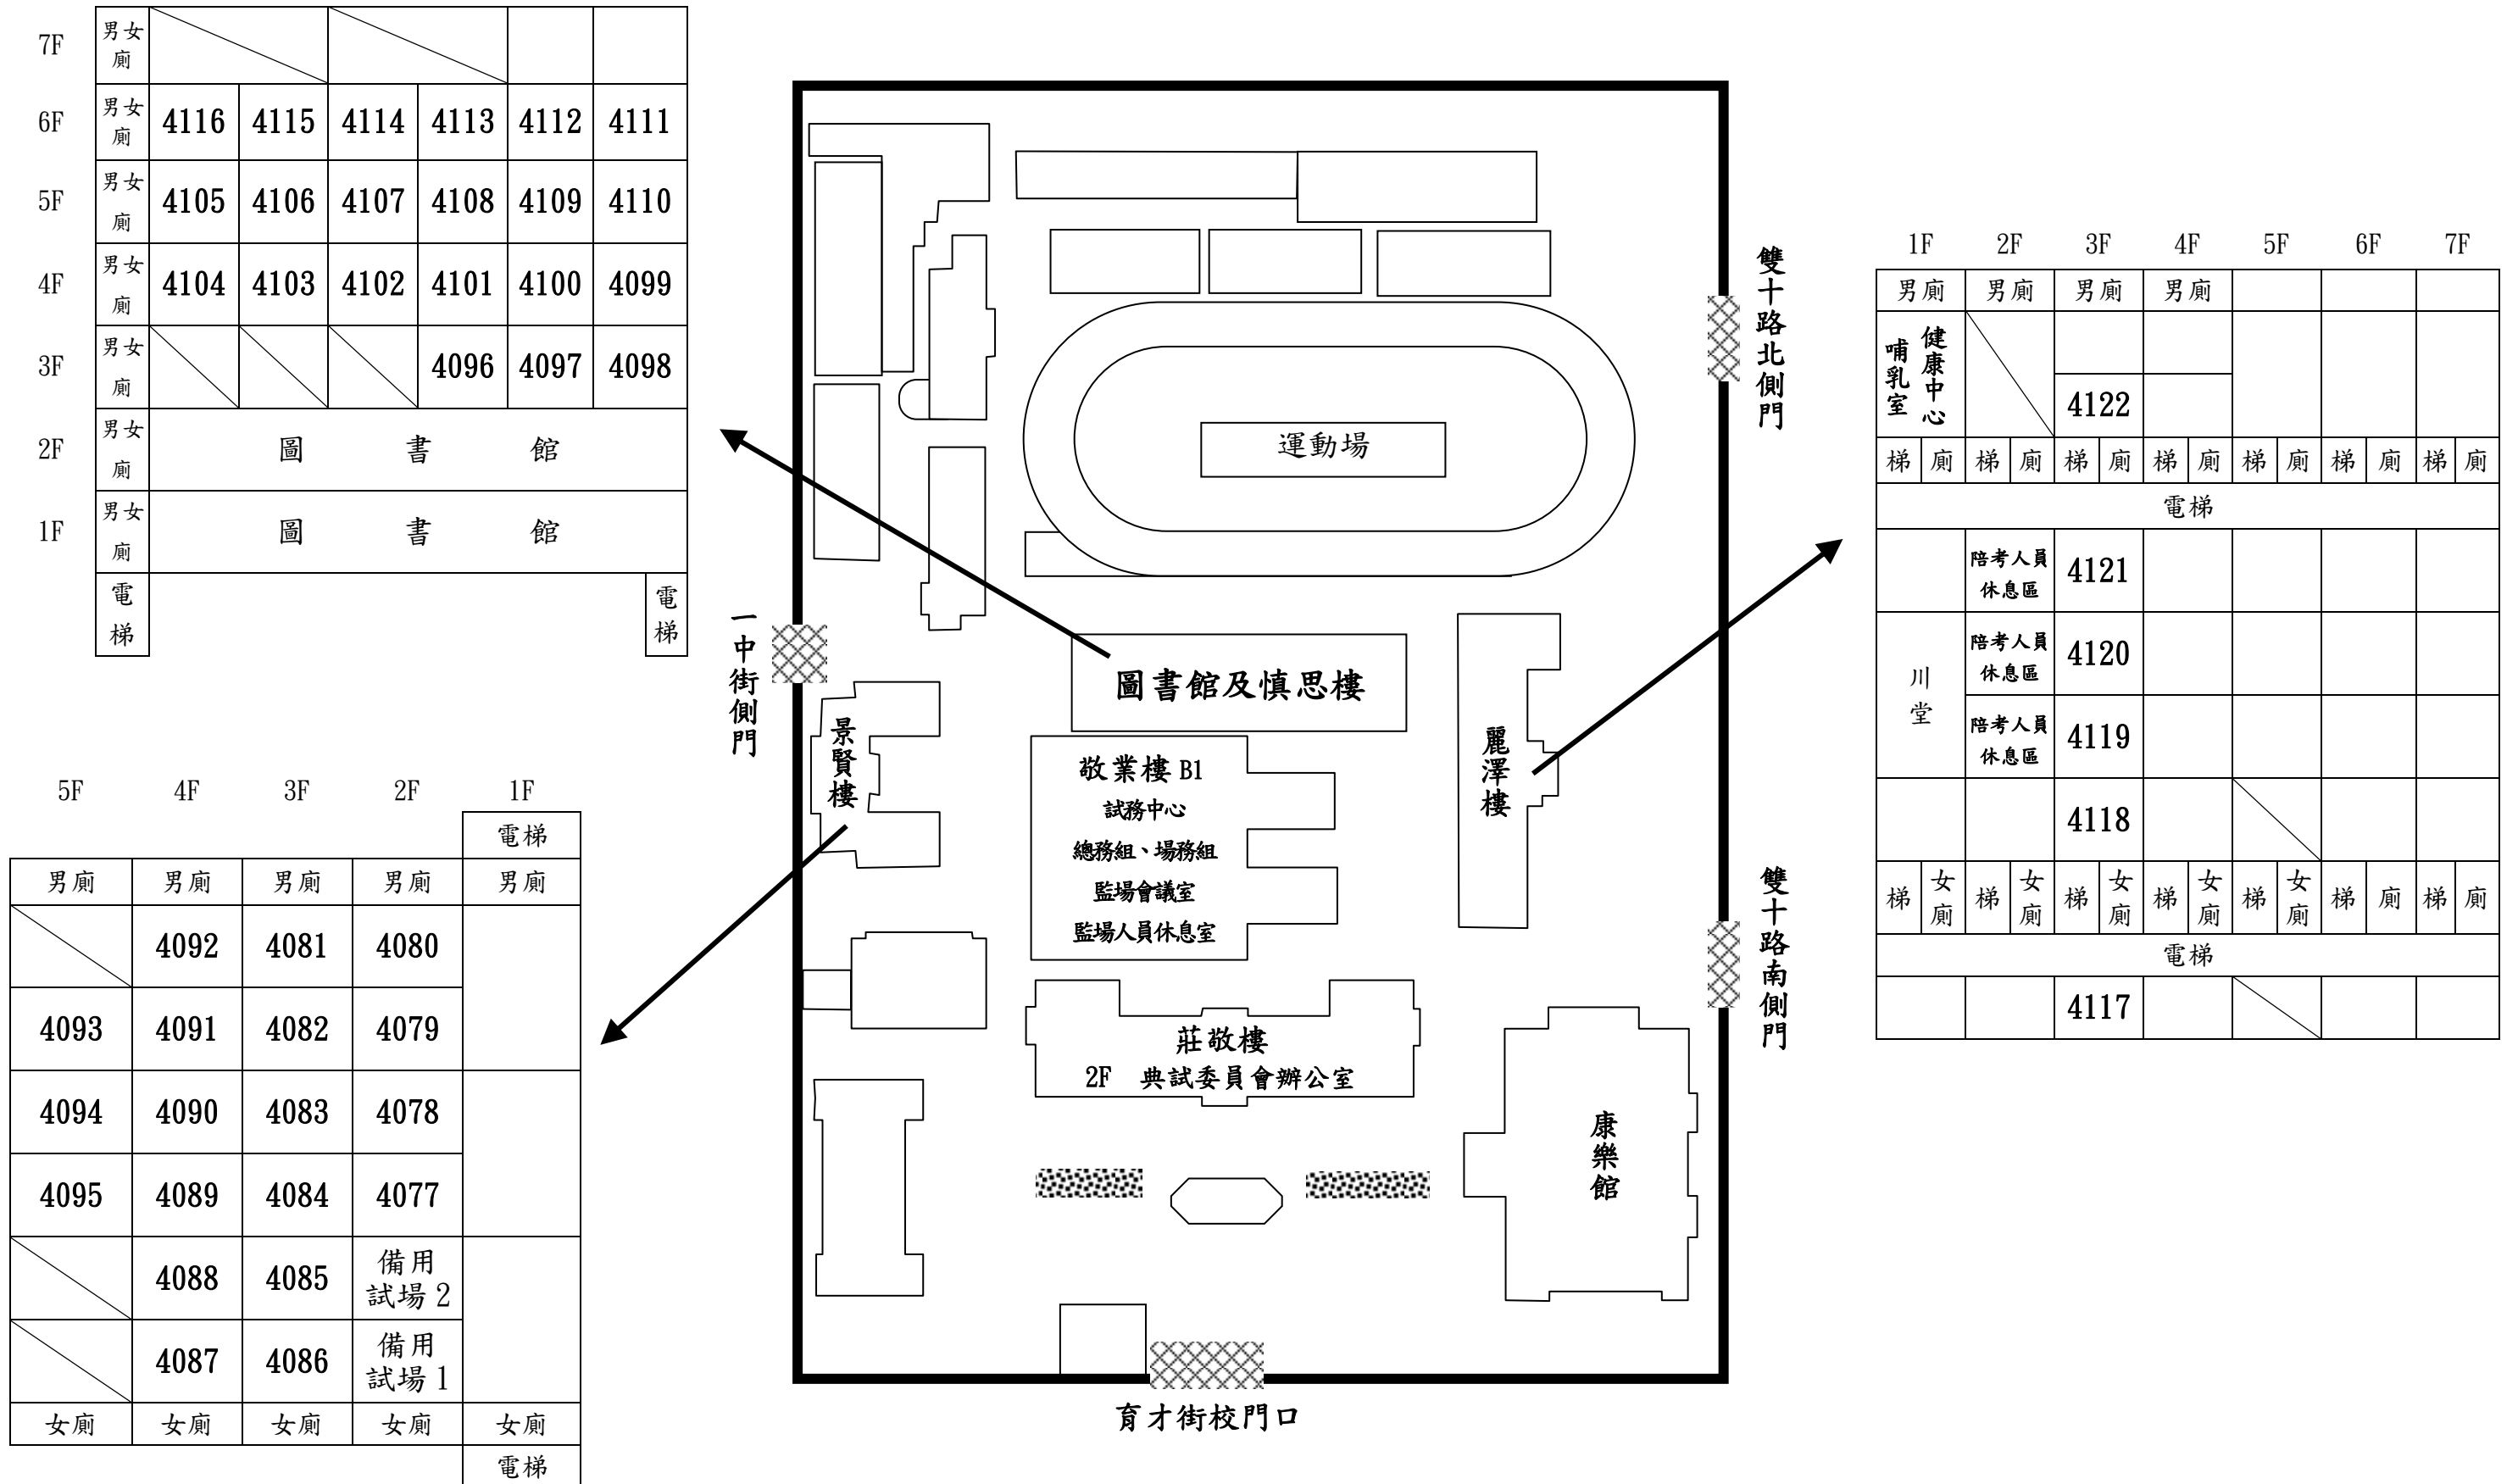 7F 男女廁
6F 男女廁 4116 4115 4114 4113 4112 4111
5F 男女廁 4105 4106 4107 4108 4109 4110
4F 男女廁 4104 4103 4102 4101 4100 4099
3F 男女廁 4096 4097 4098
2F 男女廁 圖書館
1F 男女廁 圖書館
電梯 電梯
5F 4F 3F 2F 1F
電梯
男廁 男廁 男廁 男廁 男廁
4092 4081 4080
4093 4091 4082 4079
4094 4090 4083 4078
4095 4089 4084 4077
4088 4085 備用試場2
4087 4086 備用試場1
女廁 女廁 女廁 女廁 女廁
電梯
運動場
圖書館及慎思樓
一中街側門
景賢樓
敬業樓 B1
試務中心
總務組、場務組
監場會議室
監場人員休息室
麗澤樓
莊敬樓
2F 典試委員會辦公室
康樂館
育才街校門口
雙十路北側門
雙十路南側門
1F 2F 3F 4F 5F 6F 7F
男廁 男廁 男廁 男廁
健康中心
哺乳室
4122
梯 廁 梯 廁 梯 廁 梯 廁 梯 廁 梯 廁 梯 廁
電梯
陪考人員休息區 4121
川堂
陪考人員休息區 4120
陪考人員休息區 4119
4118
梯 女廁 梯 女廁 梯 女廁 梯 女廁 梯 女廁 梯 廁 梯 廁
電梯
4117